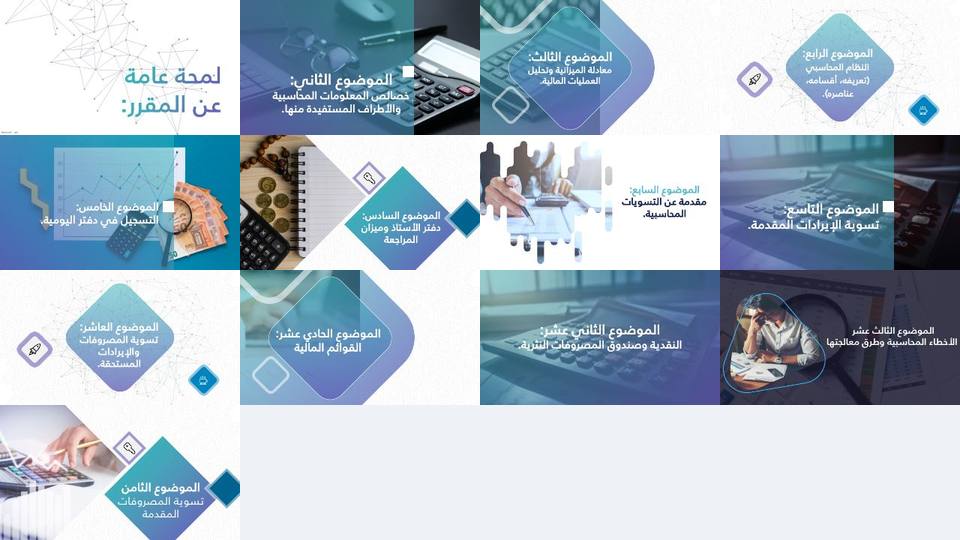 لمحة عامة
عن المقرر:
الموضوع الثاني:
خصائص المعلومات المحاسبية
والأطراف المستفيدة منها.
الموضوع الثالث:
معادلة الميزانية وتحليل
العمليات المالية.
الموضوع الرابع:
النظام المحاسبي
(تعريفه، أقسامه،
عناصره).
الموضوع الخامس:
التسجيل في دفتر اليومية.
الموضوع السادس:
دفتر الأستاذ وميزان
المراجعة
الموضوع السابع:
مقدمة عن التسويات
المحاسبية.
الموضوع التاسع:
تسوية الإيرادات المقدمة.
الموضوع العاشر:
تسوية المصروفات
والإيرادات
المستحقة.
الموضوع الحادي عشر:
القوائم المالية
الموضوع الثاني عشر:
النقدية وصندوق المصروفات النثرية.
الموضوع الثالث عشر
الأخطاء المحاسبية وطرق معالجتها
الموضوع الثامن
تسوية المصروفات
المقدمة